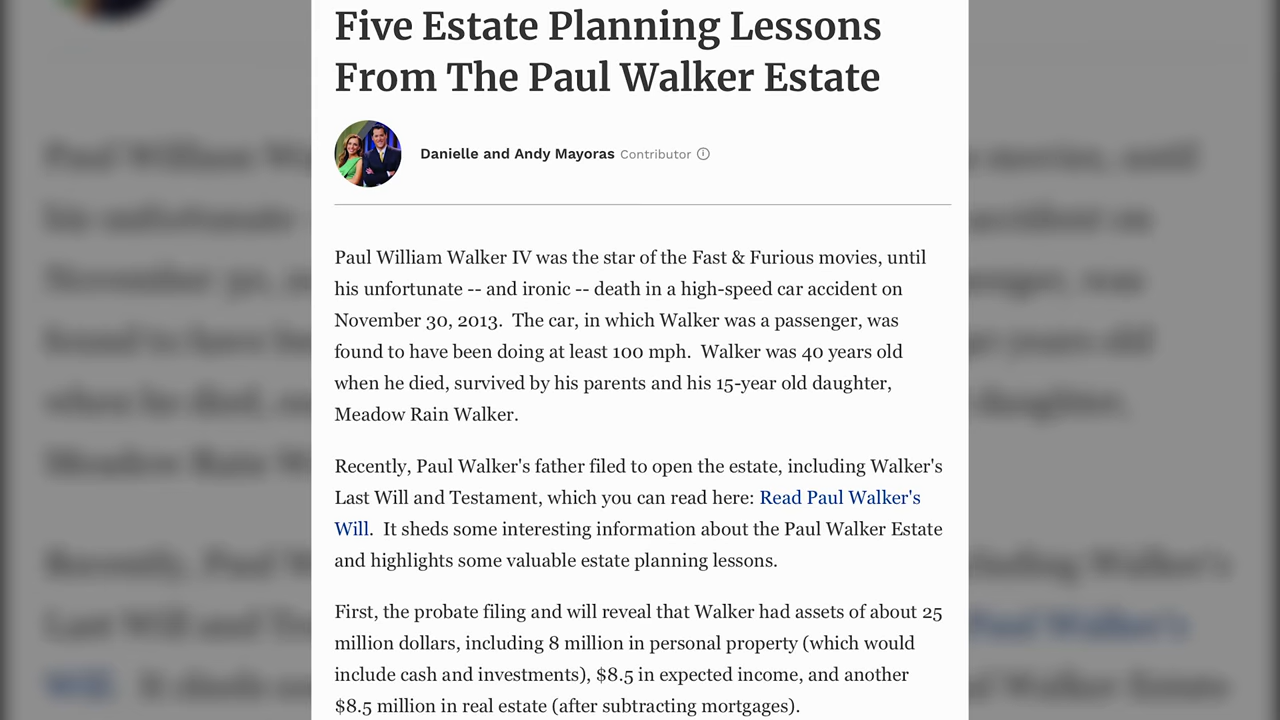 Five Estate Planning Lessons
From The Paul Walker Estate
Danielle and Andy Mayoras Contributor
Paul William Walker IV was the star of the Fast & Furious movies, until
his unfortunate -- and ironic -- death in a high-speed car accident on
November 30, 2013.  The car, in which Walker was a passenger, was
found to have been doing at least 100 mph.  Walker was 40 years old
when he died, survived by his parents and his 15-year old daughter,
Meadow Rain Walker.
Recently, Paul Walker's father filed to open the estate, including Walker's
Last Will and Testament, which you can read here: Read Paul Walker's
Will.  It sheds some interesting information about the Paul Walker Estate
and highlights some valuable estate planning lessons.
First, the probate filing and will reveal that Walker had assets of about 25
million dollars, including 8 million in personal property (which would
include cash and investments), $8.5 in expected income, and another
$8.5 million in real estate (after subtracting mortgages).